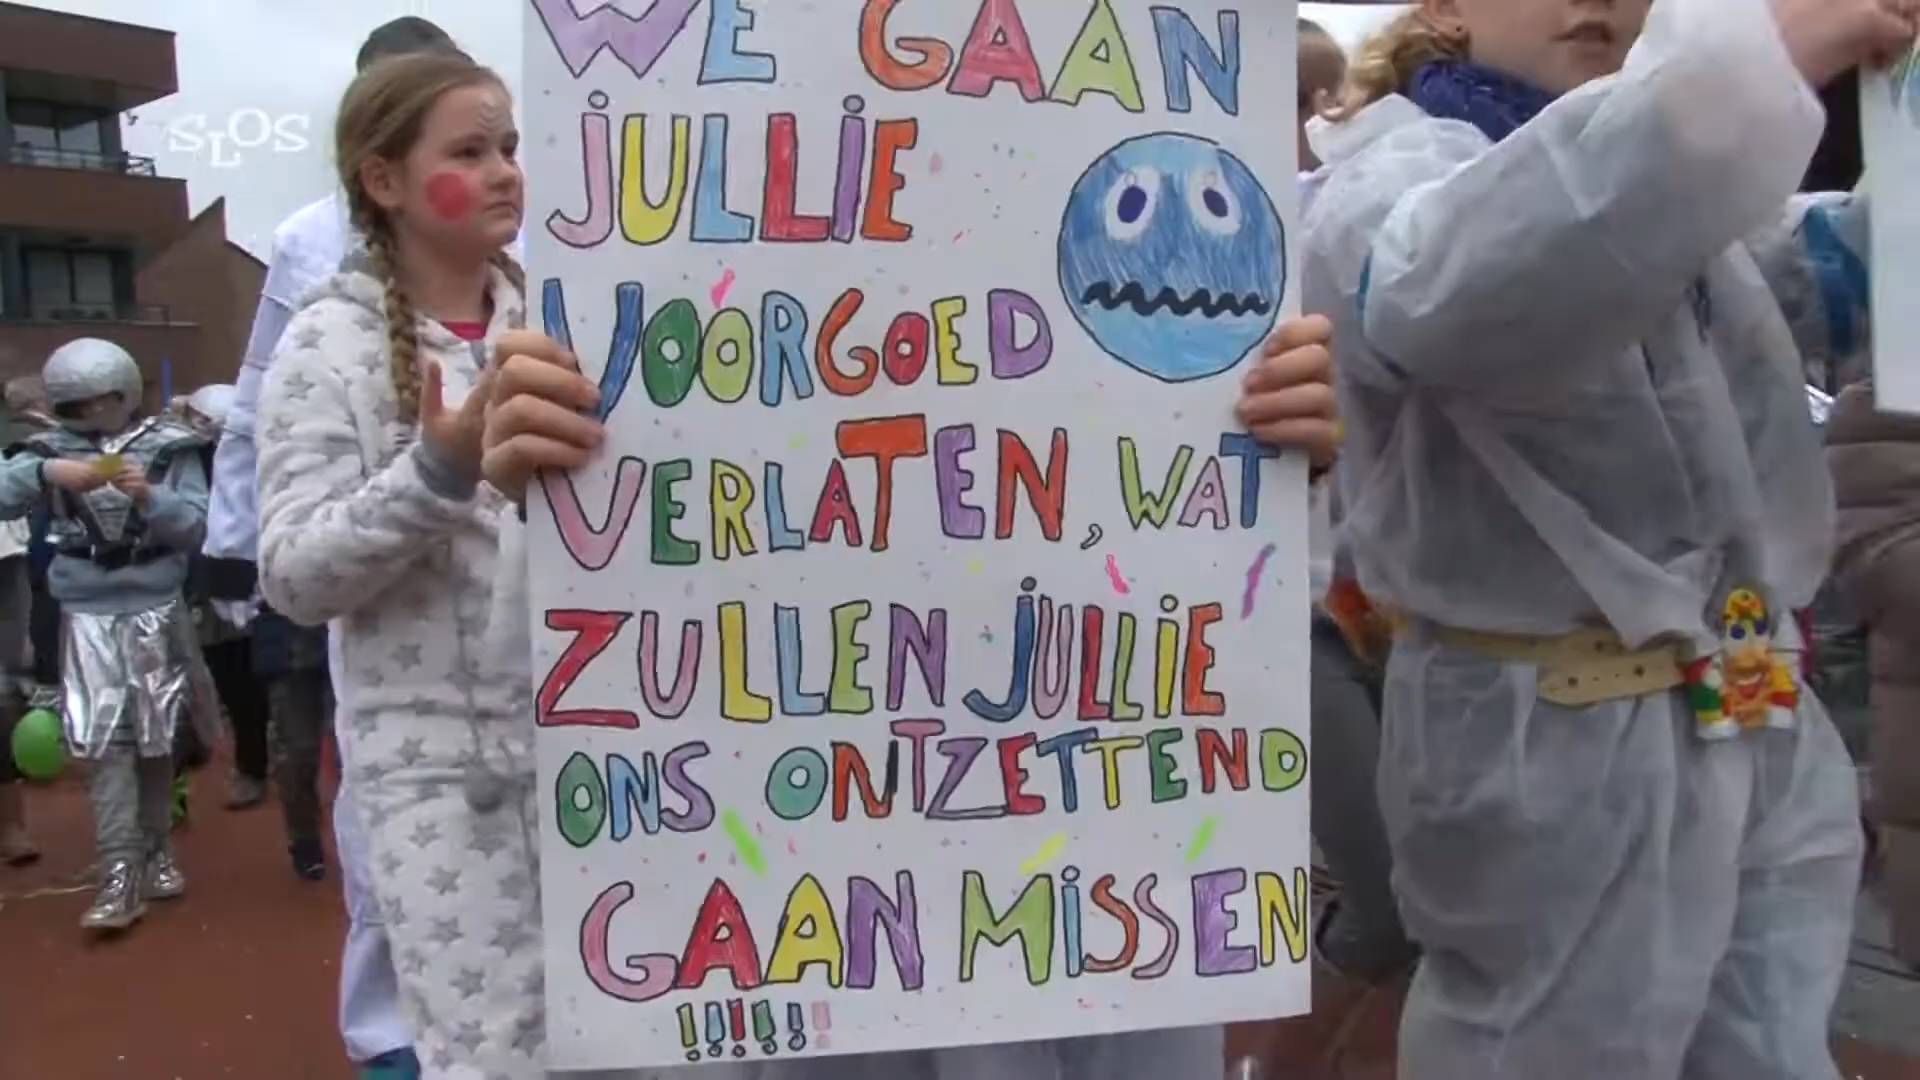 SLOS
WE GAAN
JULLIE
VOORGOED
VERLATEN, WAT
ZULLEN JULLIE
ONS ONTZETTEND
GAAN MISSEN
!!!!!!